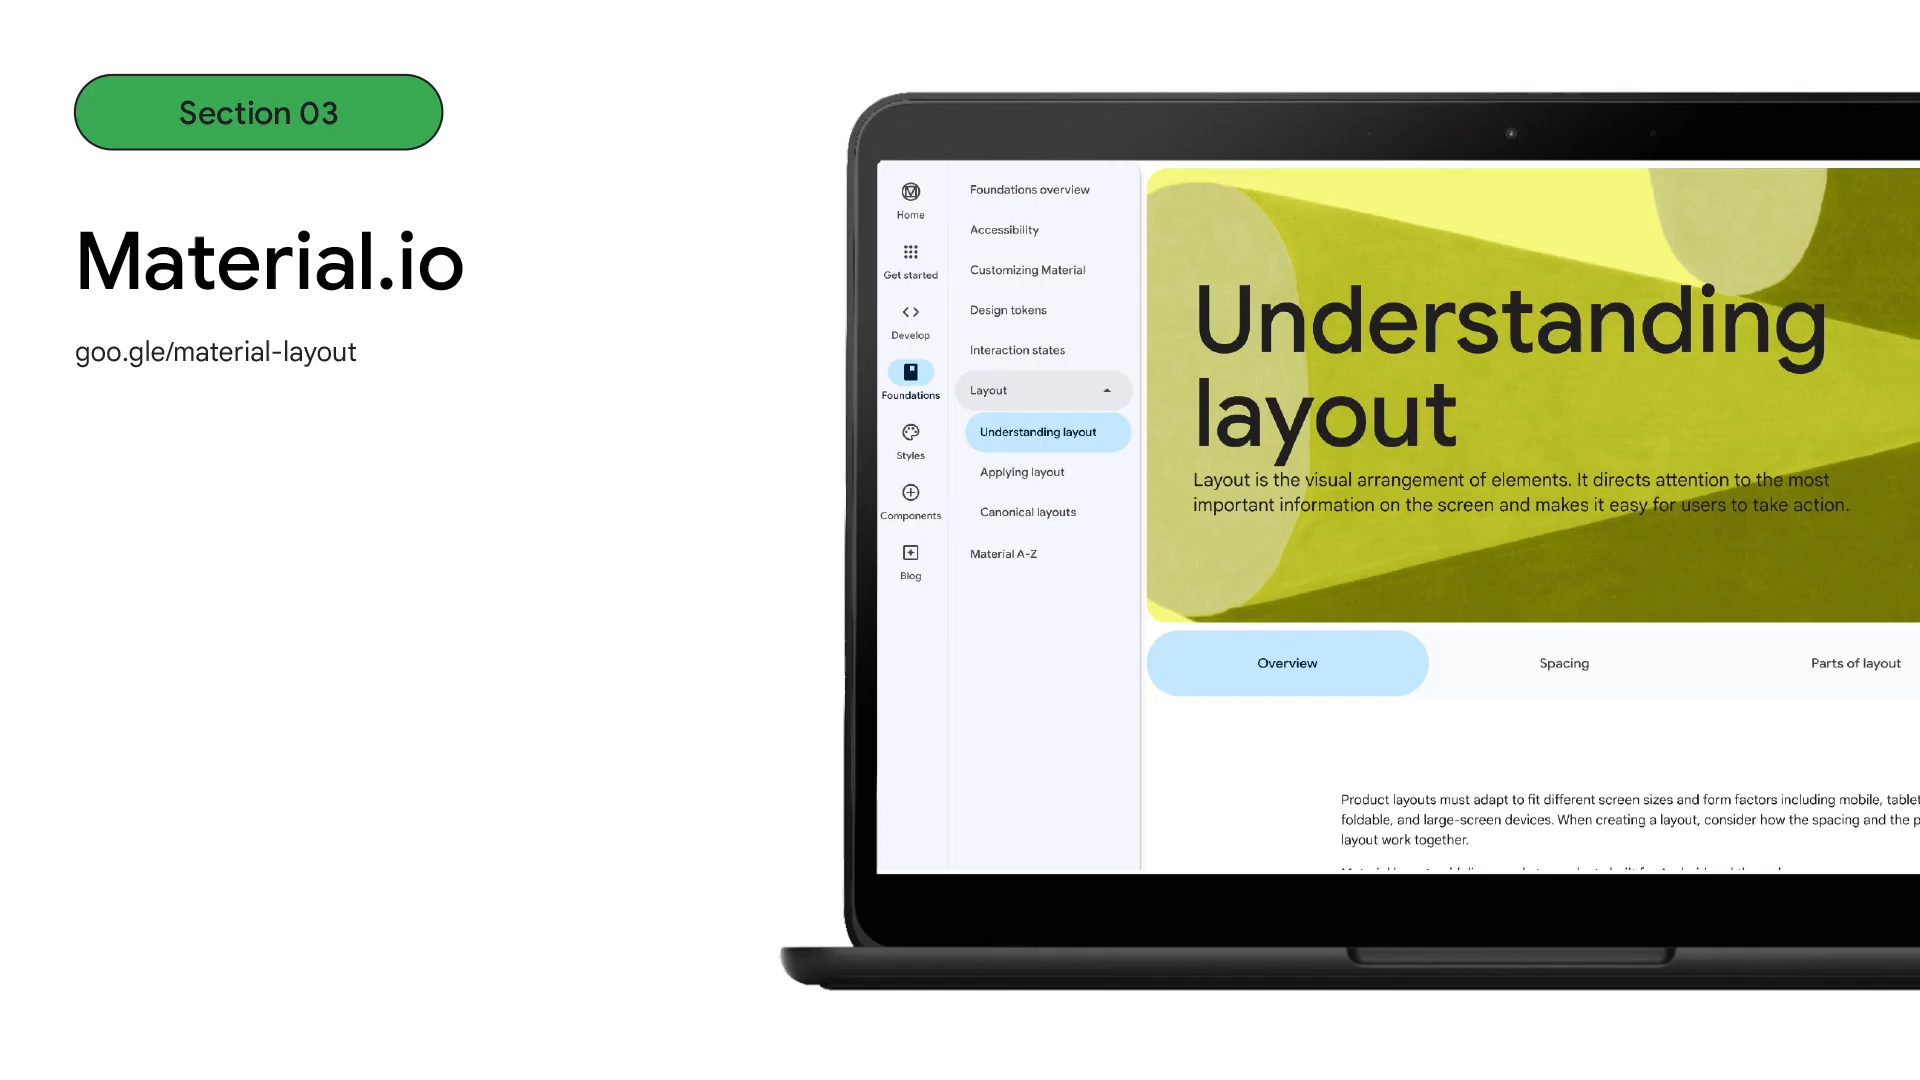 Section 03
Material.io
goo.gle/material-layout
Home
Get started
Develop
Foundations
Styles
Components
Blog
Foundations overview
Accessibility
Customizing Material
Design tokens
Interaction states
Layout
Understanding layout
Applying layout
Canonical layouts
Material A-Z
Understanding
layout
Layout is the visual arrangement of elements. It directs attention to the most
important information on the screen and makes it easy for users to take action.
Overview
Spacing
Parts of layout
Product layouts must adapt to fit different screen sizes and form factors including mobile, tablet
foldable, and large-screen devices. When creating a layout, consider how the spacing and the
layout work together.